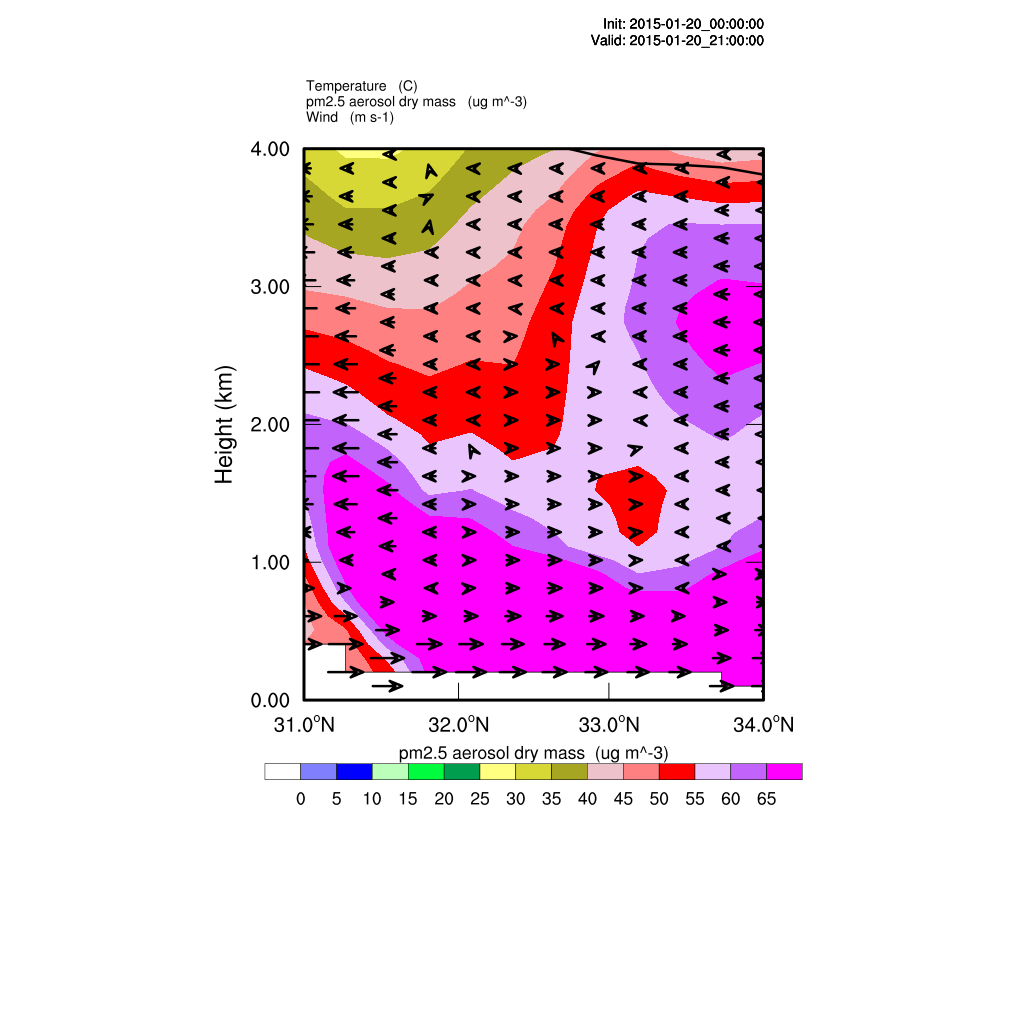 Init: 2015-01-20_00:00:00
Valid: 2015-01-20_21:00:00
Temperature (C)
pm2.5 aerosol dry mass (ug m^-3)
Wind (m s-1)
4.00
3.00
2.00
1.00
0.00
Height (km)
31.0°N 32.0°N 33.0°N 34.0°N
pm2.5 aerosol dry mass (ug m^-3)
0 5 10 15 20 25 30 35 40 45 50 55 60 65